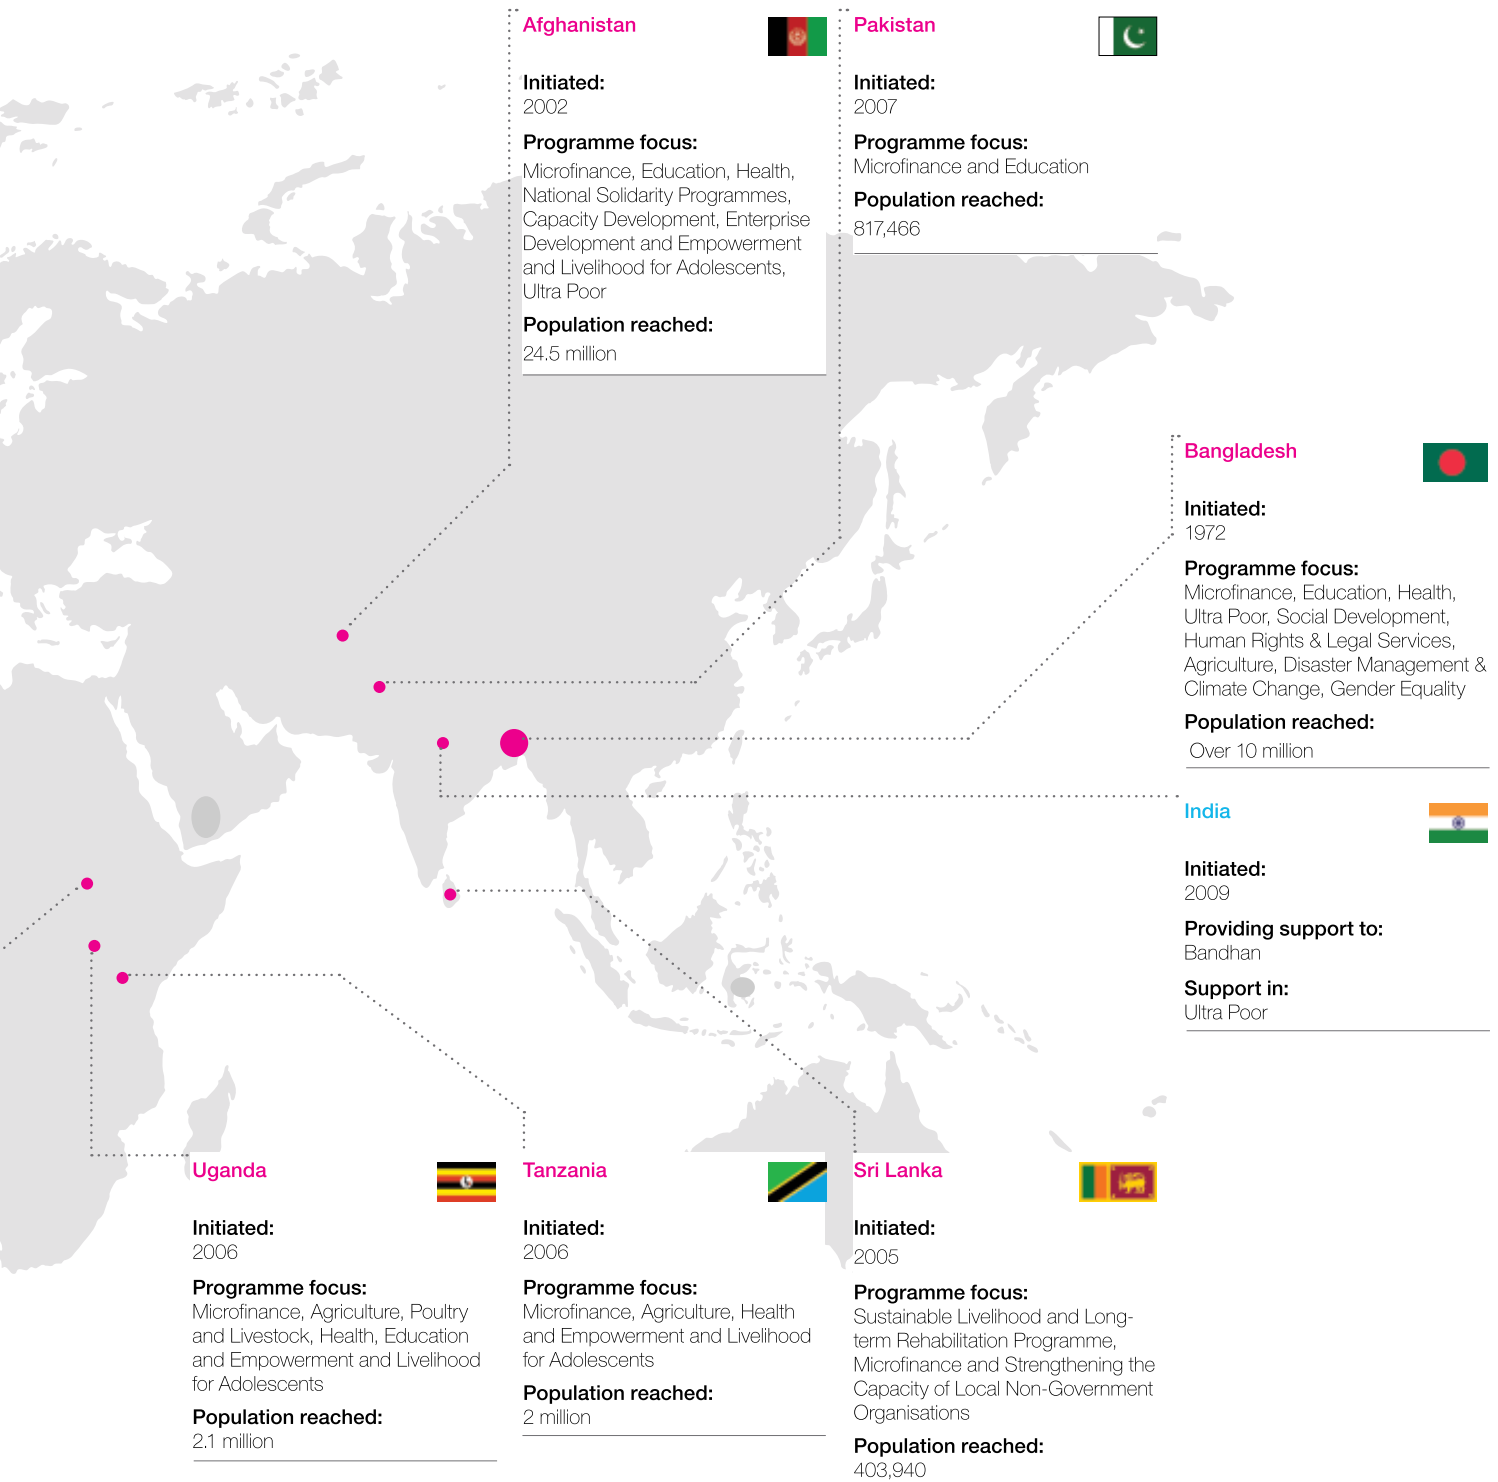 Afghanistan
Initiated:
2002
Programme focus:
Microfinance, Education, Health,
National Solidarity Programmes,
Capacity Development, Enterprise
Development and Empowerment
and Livelihood for Adolescents,
Ultra Poor
Population reached:
24.5 million
Pakistan
Initiated:
2007
Programme focus:
Microfinance and Education
Population reached:
817,466
Bangladesh
Initiated:
1972
Programme focus:
Microfinance, Education, Health,
Ultra Poor, Social Development,
Human Rights & Legal Services,
Agriculture, Disaster Management &
Climate Change, Gender Equality
Population reached:
Over 10 million
India
Initiated:
2009
Providing support to:
Bandhan
Support in:
Ultra Poor
Uganda
Initiated:
2006
Programme focus:
Microfinance, Agriculture, Poultry
and Livestock, Health, Education
and Empowerment and Livelihood
for Adolescents
Population reached:
2.1 million
Tanzania
Initiated:
2006
Programme focus:
Microfinance, Agriculture, Health
and Empowerment and Livelihood
for Adolescents
Population reached:
2 million
Sri Lanka
Initiated:
2005
Programme focus:
Sustainable Livelihood and Long-
term Rehabilitation Programme,
Microfinance and Strengthening the
Capacity of Local Non-Government
Organisations
Population reached:
403,940